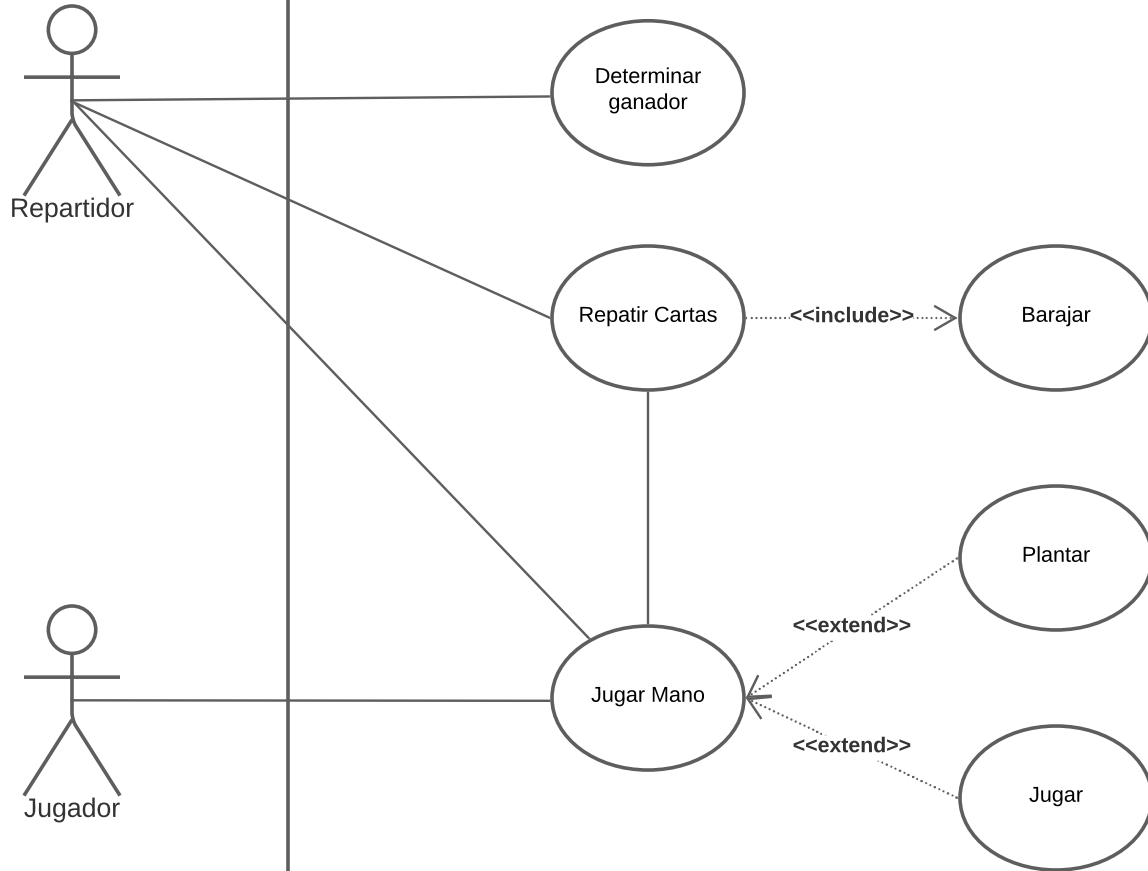 Determinar
ganador
Repartidor
Repatir Cartas
<<include>>
Barajar
Plantar
<<extend>>
Jugar Mano
<<extend>>
Jugar
Jugador